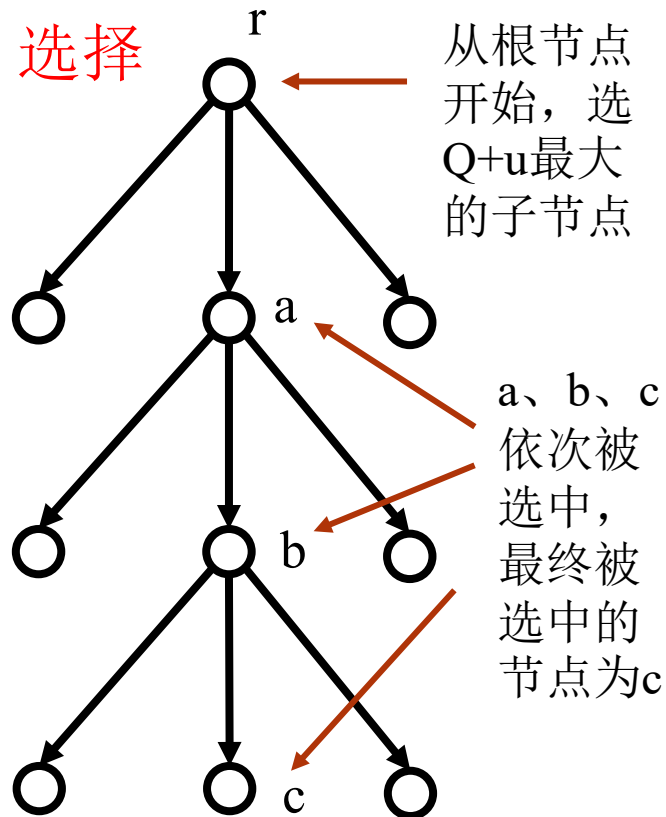 选择
r
从根节点
开始，选
Q+u最大
的子节点
a
a、b、c
依次被
选中，
最终被
选中的
节点为c
b
c